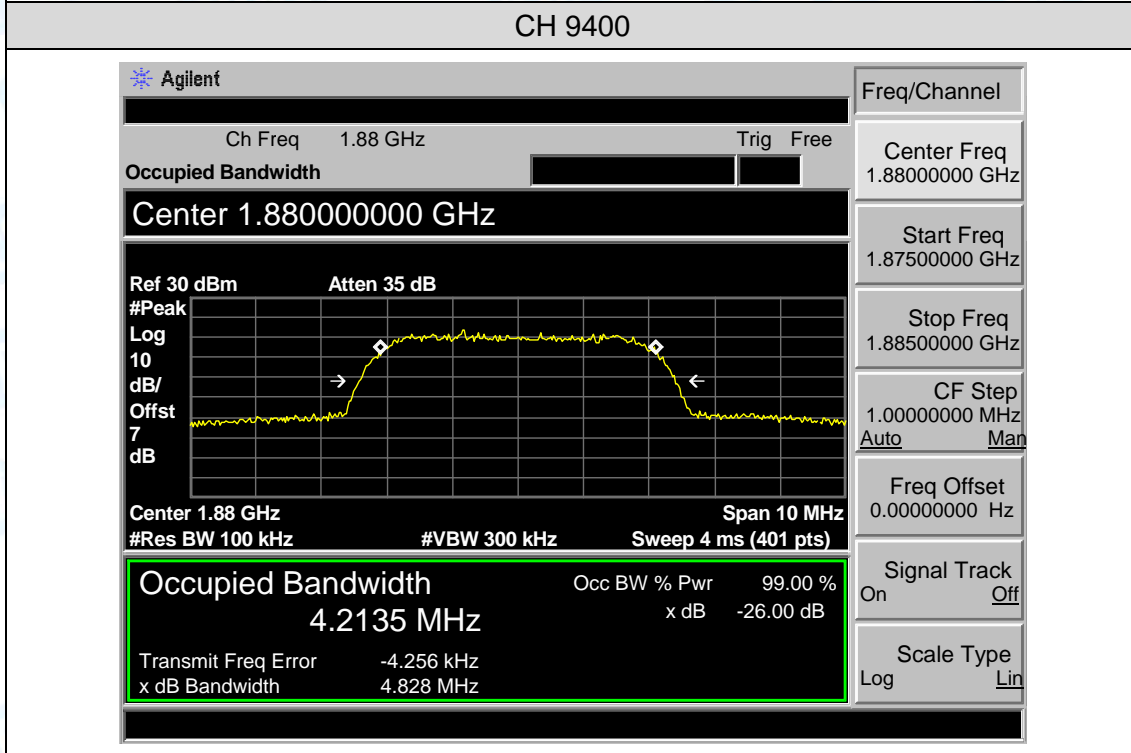 CH 9400
Agilent
Freq/Channel
Ch Freq 1.88 GHz Trig Free
Occupied Bandwidth
Center 1.880000000 GHz
Ref 30 dBm Atten 35 dB
#Peak
Log
10
dB/
Offst
7
dB
Center 1.88 GHz Span 10 MHz
#Res BW 100 kHz #VBW 300 kHz Sweep 4 ms (401 pts)
Occupied Bandwidth
4.2135 MHz
Occ BW % Pwr 99.00 %
x dB -26.00 dB
Transmit Freq Error -4.256 kHz
x dB Bandwidth 4.828 MHz
Center Freq
1.88000000 GHz
Start Freq
1.87500000 GHz
Stop Freq
1.88500000 GHz
CF Step
1.00000000 MHz
Auto Man
Freq Offset
0.00000000 Hz
Signal Track
On Off
Scale Type
Log Lin